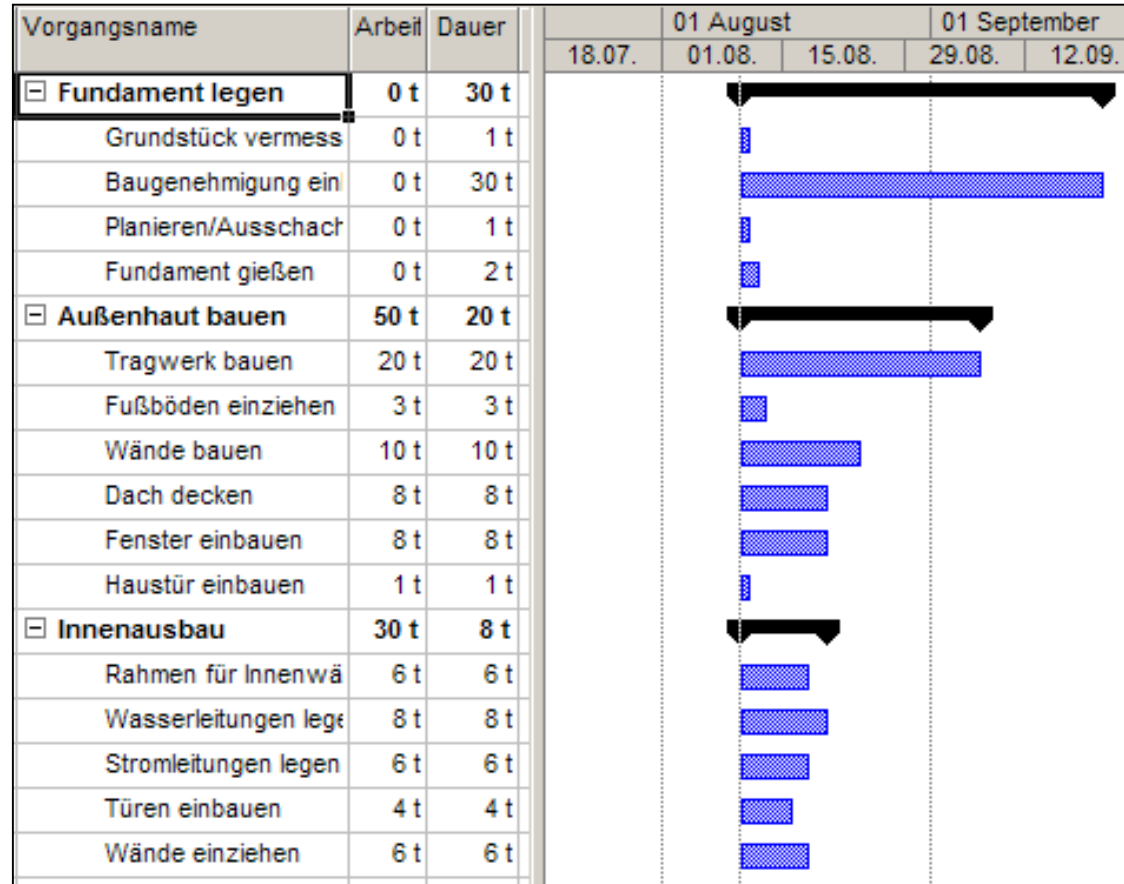 Vorgangsname Arbeit Dauer 01 August 01 September
18.07. 01.08. 15.08. 29.08. 12.09.
Fundament legen 0 t 30 t
Grundstück vermess 0 t 1 t
Baugenehmigung ein 0 t 30 t
Planieren/Ausschach 0 t 1 t
Fundament gießen 0 t 2 t
Außenhaut bauen 50 t 20 t
Tragwerk bauen 20 t 20 t
Fußböden einziehen 3 t 3 t
Wände bauen 10 t 10 t
Dach decken 8 t 8 t
Fenster einbauen 8 t 8 t
Haustür einbauen 1 t 1 t
Innenausbau 30 t 8 t
Rahmen für Innenwä 6 t 6 t
Wasserleitungen lege 8 t 8 t
Stromleitungen legen 6 t 6 t
Türen einbauen 4 t 4 t
Wände einziehen 6 t 6 t